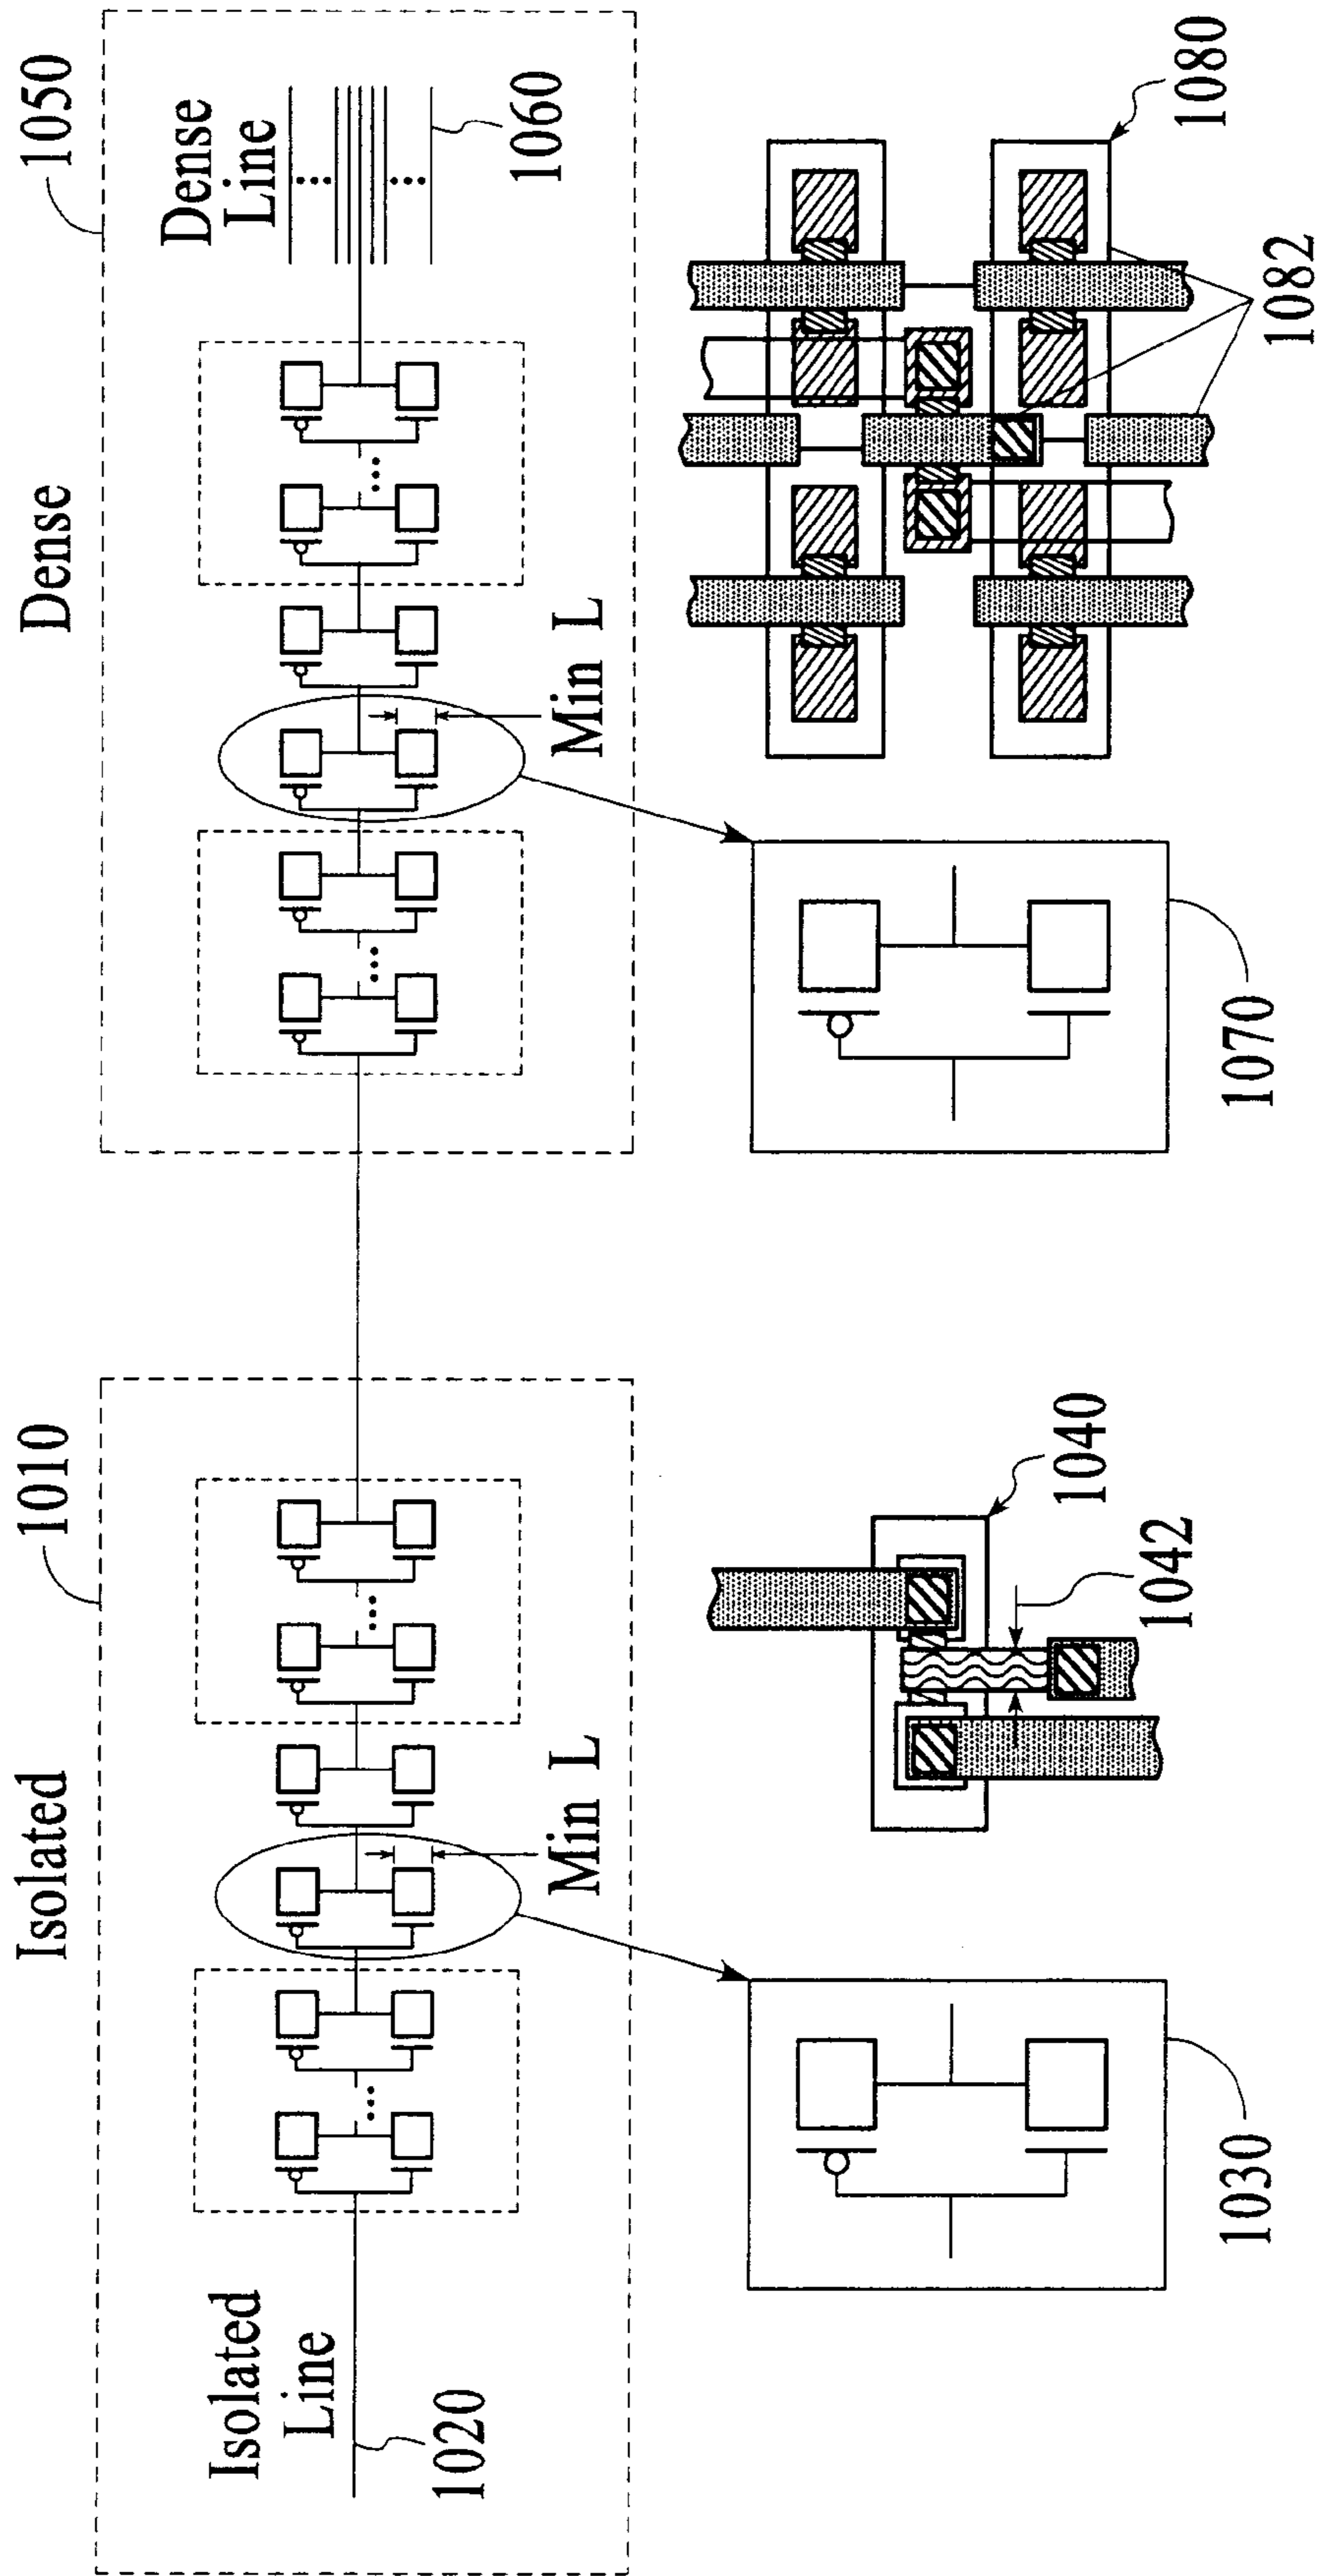 Isolated
1010
Isolated
Line
1020
Min L
1030
1040
1042
Dense
1050
Dense
Line
1060
Min L
1070
1080
1082